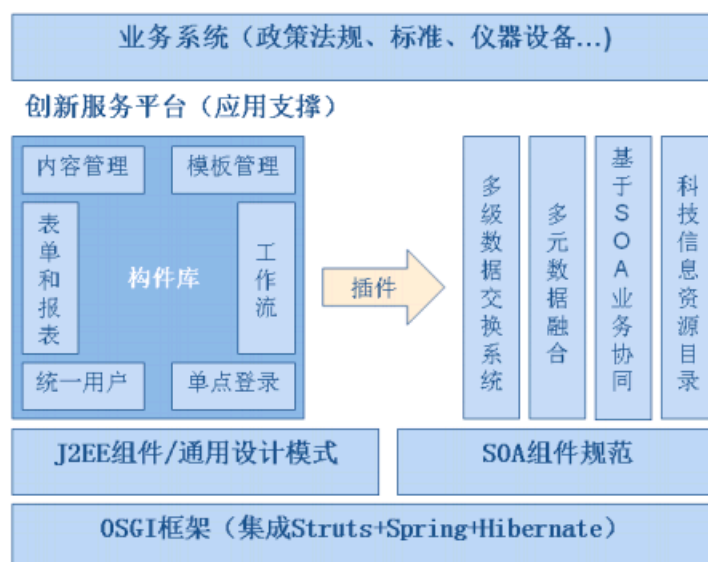 业务系统（政策法规、标准、仪器设备...)
创新服务平台（应用支撑）
内容管理
模板管理
表单和报表
构件库
工作流
统一用户
单点登录
插件
多级数据交换系统
多元数据融合
基于SOA业务协同
科技信息资源目录
J2EE组件/通用设计模式
SOA组件规范
OSGI框架（集成Struts+Spring+Hibernate）